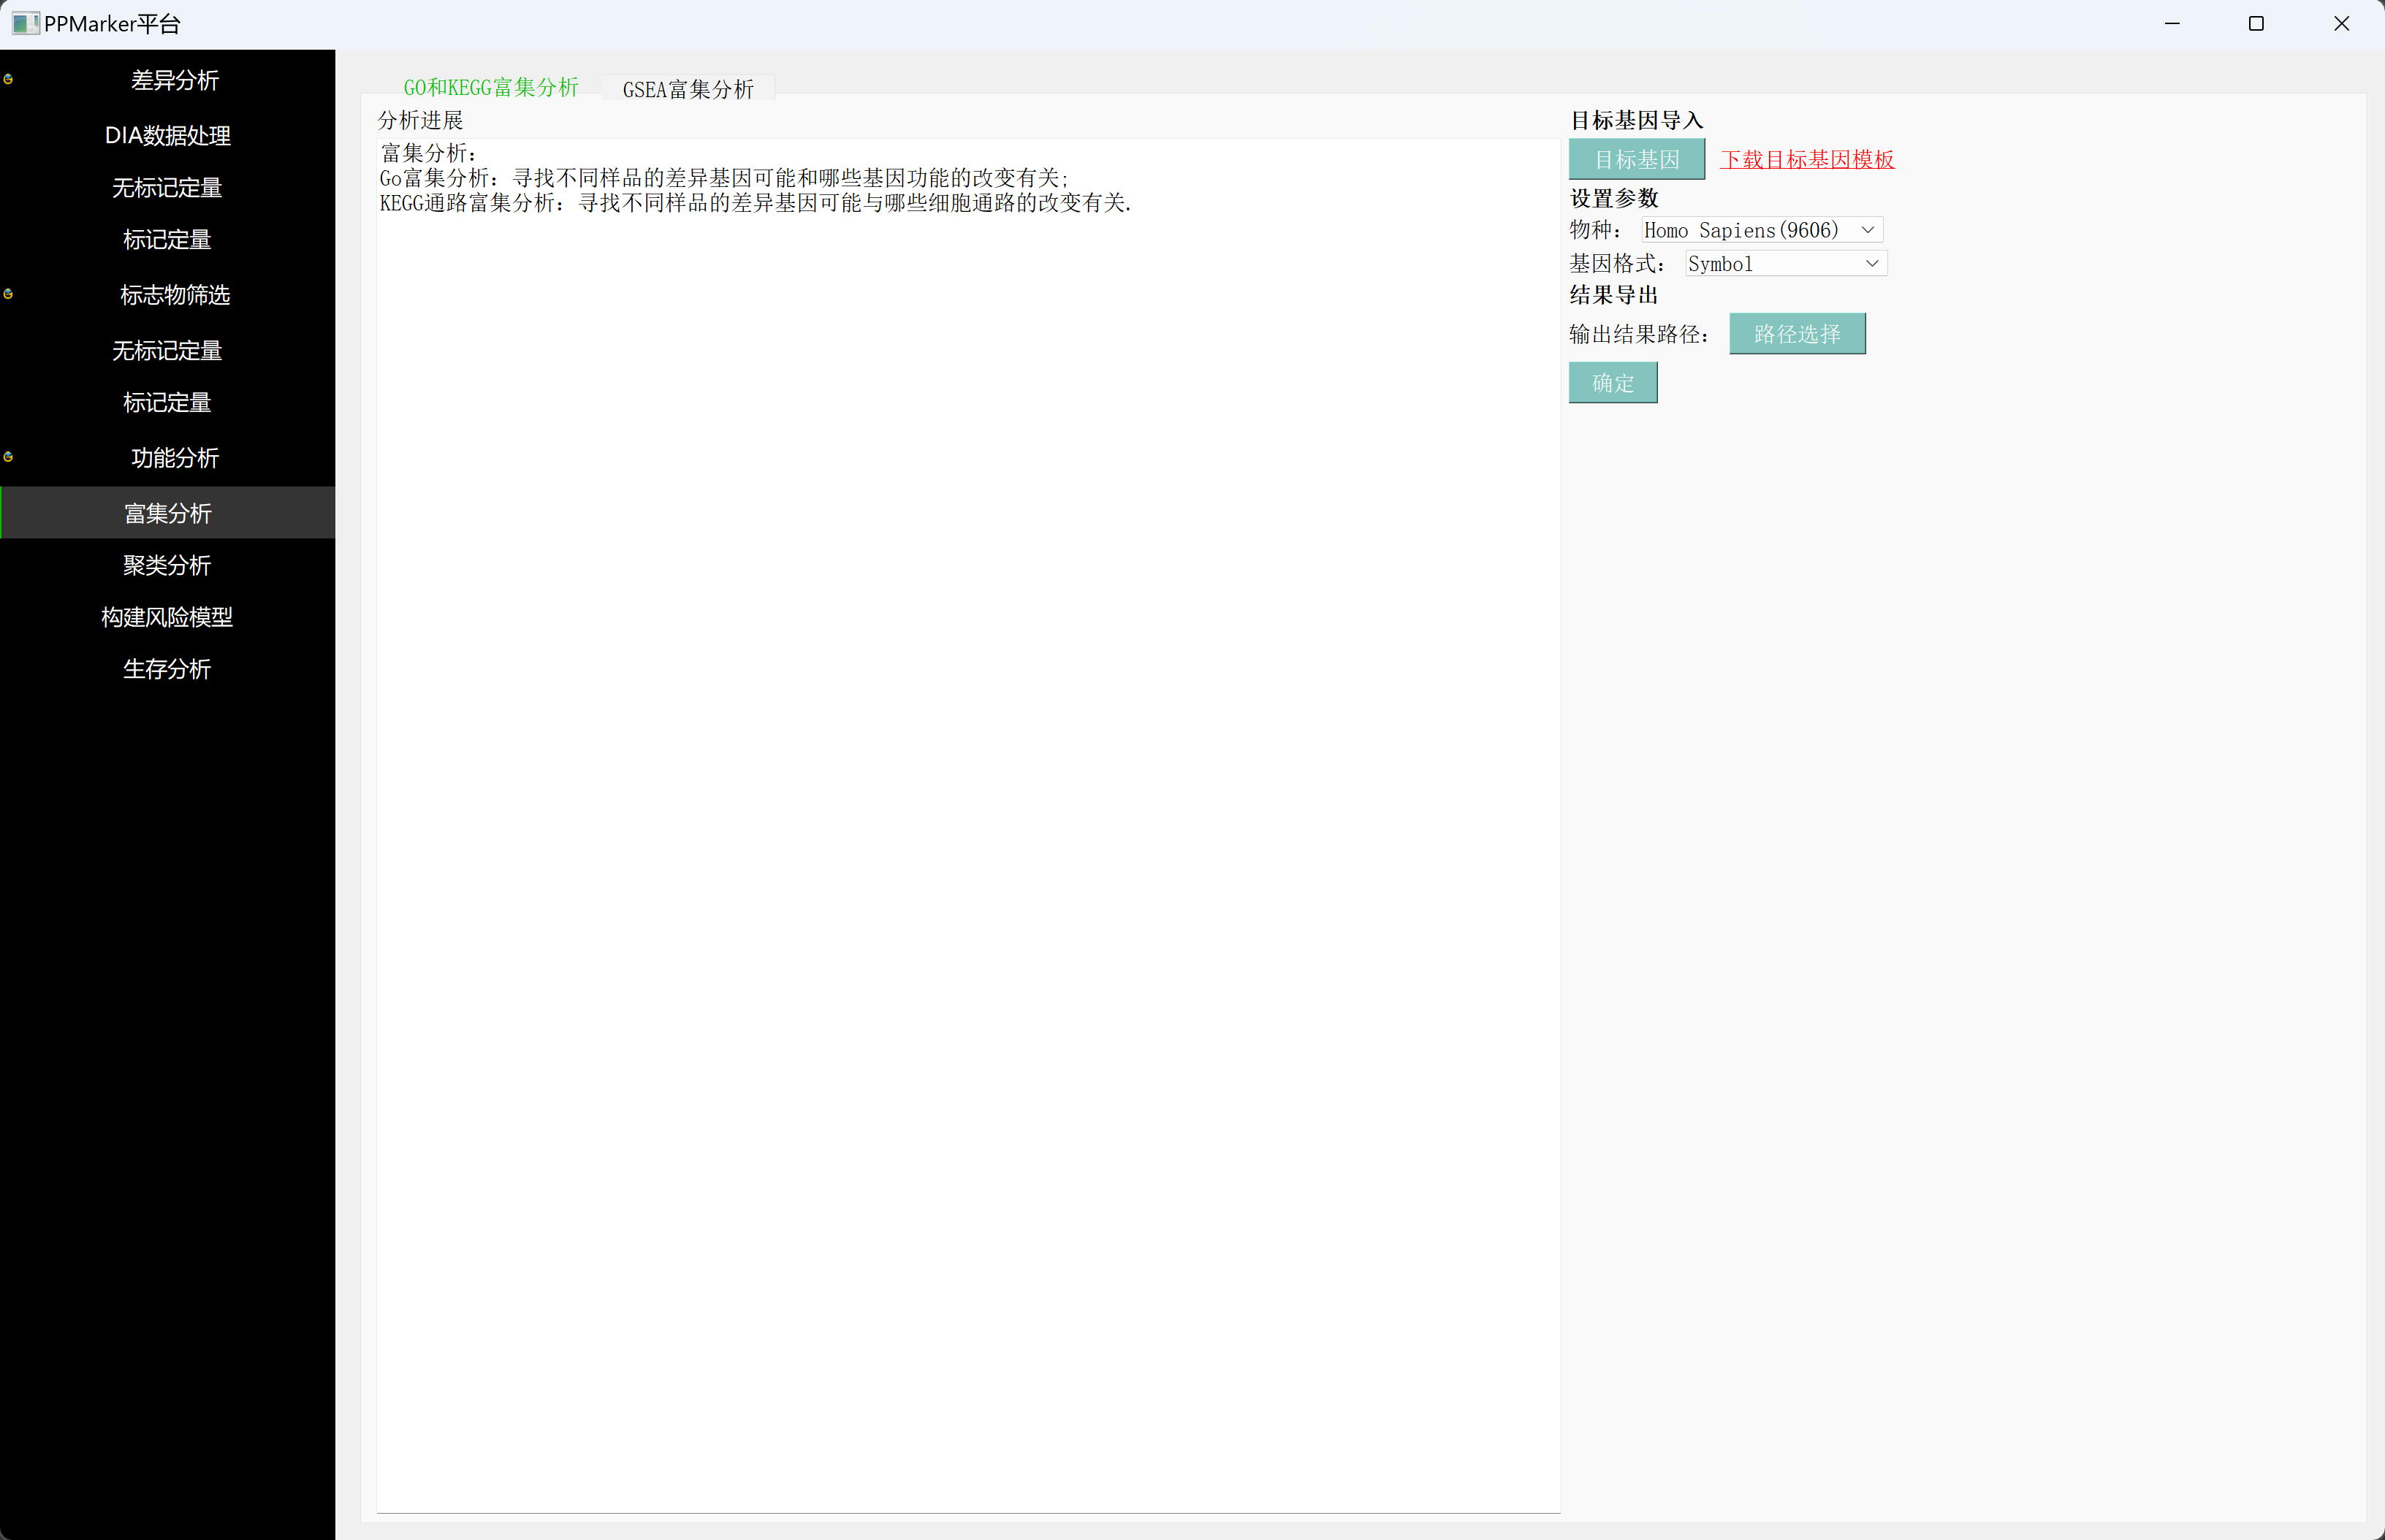 PPMarker平台
差异分析
DIA数据处理
无标记定量
标记定量
标志物筛选
无标记定量
标记定量
功能分析
富集分析
聚类分析
构建风险模型
生存分析
GO和KEGG富集分析
GSEA富集分析
分析进展
富集分析：
Go富集分析：寻找不同样品的差异基因可能和哪些基因功能的改变有关;
KEGG通路富集分析：寻找不同样品的差异基因可能与哪些细胞通路的改变有关.
目标基因导入
目标基因 下载目标基因模板
设置参数
物种： Homo Sapiens(9606)
基因格式： Symbol
结果导出
输出结果路径： 路径选择
确定